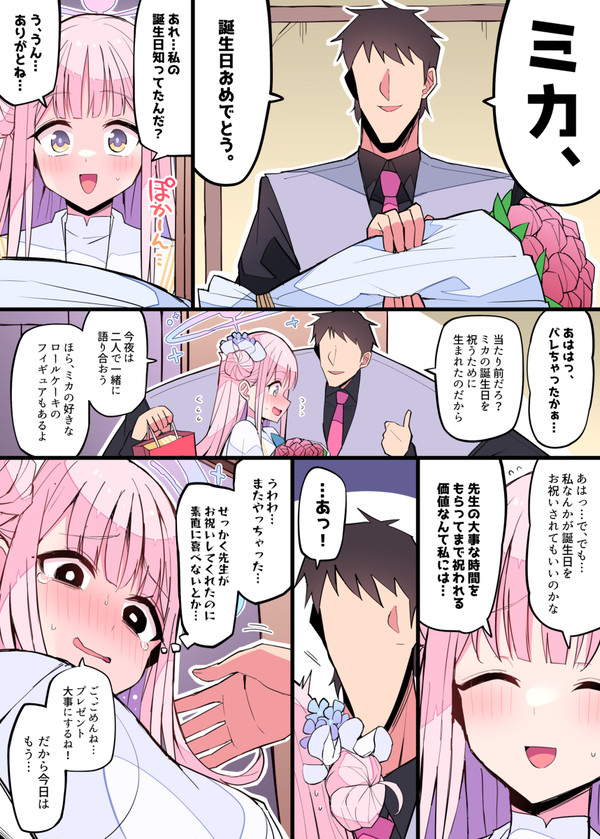 ミカ、
誕生日おめでとう。
あれ…私の
誕生日知ってたんだ?
う、うん…
ありがとね…
ぽかーん…
あははっ、
バレちゃったかぁ…
当たり前だろ?
ミカの誕生日を
祝うために
生まれたのだから
今夜は
二人で一緒に
語り合おう
ほら、ミカの好きな
ロールケーキの
フィギュアもあるよ
あはっ…で、でも…
私なんかが誕生日を
お祝いされてもいいのかな
先生の大事な時間を
もらってまで祝われる
価値なんて私には…
…あっ!
うわわ…
またやっちゃった…
せっかく先生が
お祝いしてくれたのに
素直に喜べないとか…
ご、ごめんね…
プレゼント
大事にするね!
だから今日は
もう…